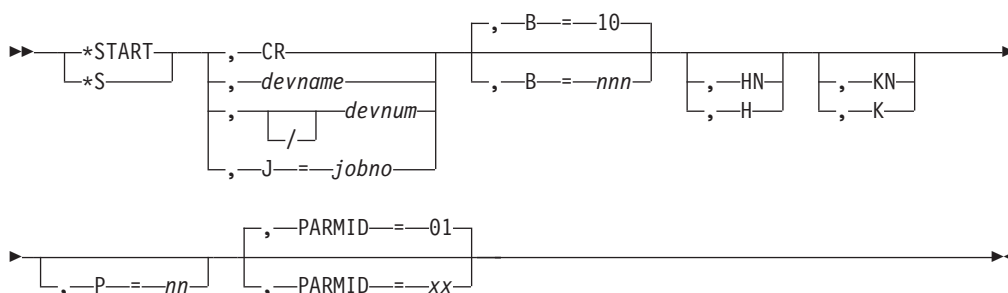 , B = 10
*START , CR
*S , devname , B = nnn , HN , KN
, / devnum , H , K
, J = jobno
, PARMID = 01
, P = nn , PARMID = xx